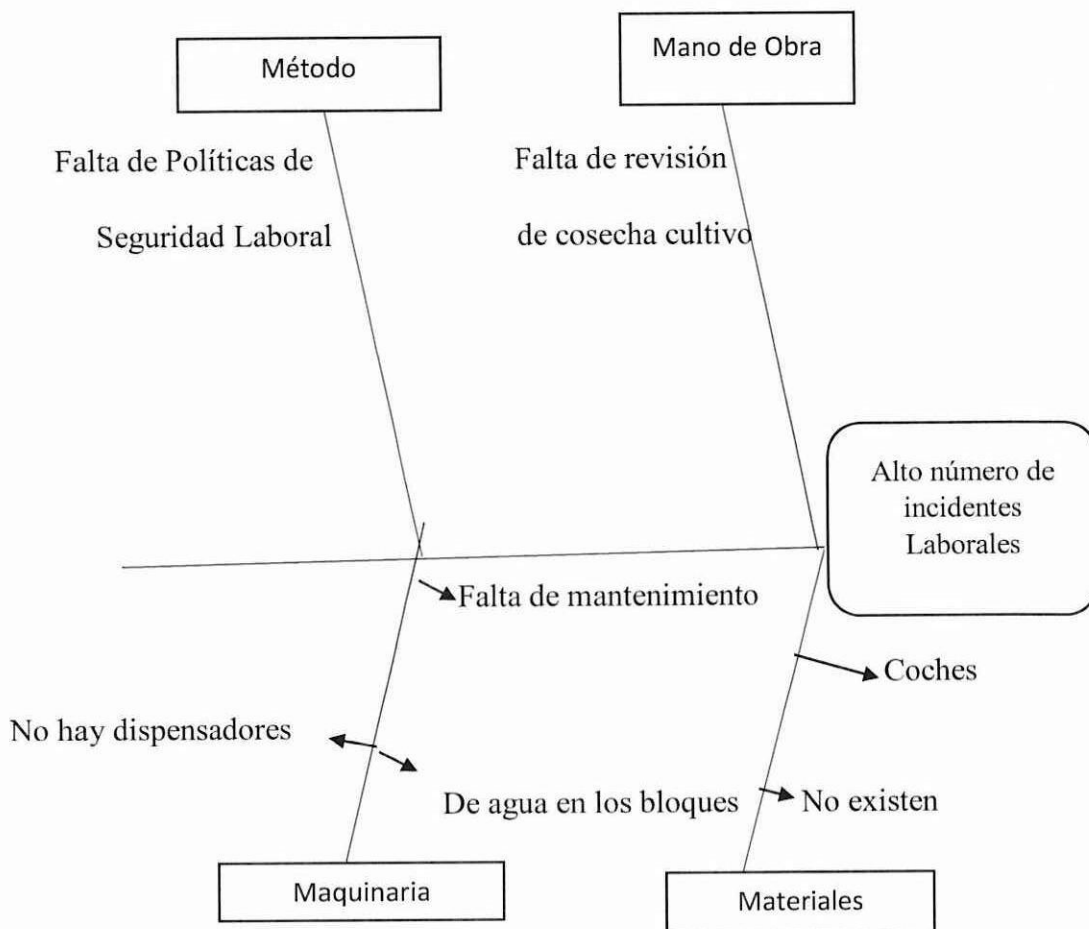 Método
Mano de Obra
Falta de Políticas de
Seguridad Laboral
Falta de revisión
de cosecha cultivo
Alto número de
incidentes
Laborales
Falta de mantenimiento
Coches
No hay dispensadores
De agua en los bloques
No existen
Maquinaria
Materiales